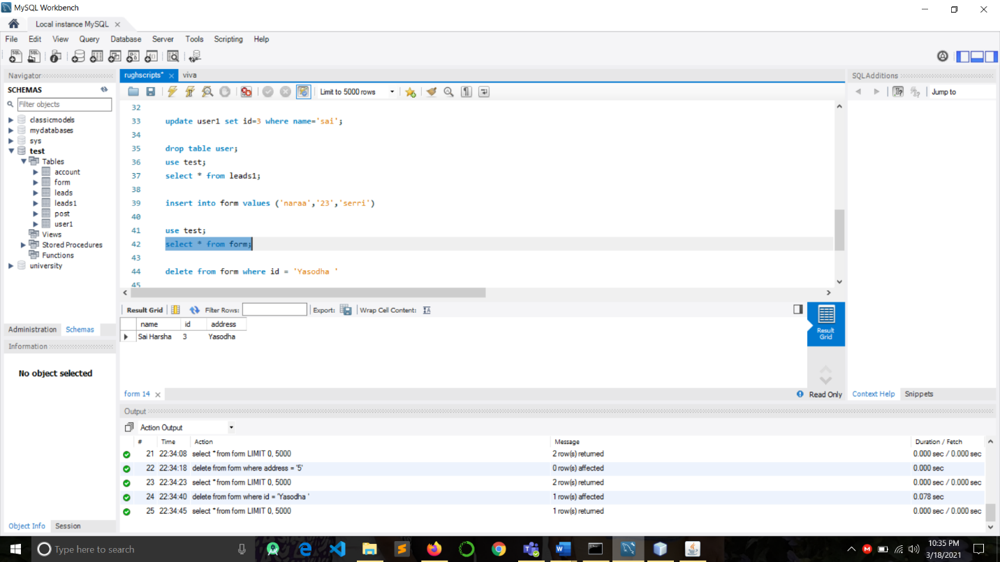 MySQL Workbench
Local instance MySQL
File Edit View Query Database Server Tools Scripting Help
Navigator
SCHEMAS
Filter objects
classicmodels
mydatabases
sys
test
Tables
account
form
leads
leads1
post
user1
Views
Stored Procedures
Functions
university
Administration Schemas
Information
No object selected
Object Info Session
rughscripts* viva
Limit to 5000 rows
32
33 update user1 set id=3 where name='sai';
34
35 drop table user;
36 use test;
37 select * from leads1;
38
39 insert into form values ('naraa','23','serri')
40
41 use test;
42 select * from form;
43
44 delete from form where id = 'Yasodha '
45
Result Grid Filter Rows: Export: Wrap Cell Content:
name id address
Sai Harsha 3 Yasodha
Result
Grid
form 14
Read Only
SQLAdditions
Jump to
Context Help Snippets
Output
Action Output
# Time Action Message Duration / Fetch
21 22:34:08 select * from form LIMIT 0, 5000 2 row(s) returned 0.000 sec / 0.000 sec
22 22:34:18 delete from form where address = '5' 0 row(s) affected 0.000 sec
23 22:34:23 select * from form LIMIT 0, 5000 2 row(s) returned 0.000 sec / 0.000 sec
24 22:34:40 delete from form where id = 'Yasodha ' 1 row(s) affected 0.078 sec
25 22:34:45 select * from form LIMIT 0, 5000 1 row(s) returned 0.000 sec / 0.000 sec
Type here to search
10:35 PM
3/18/2021